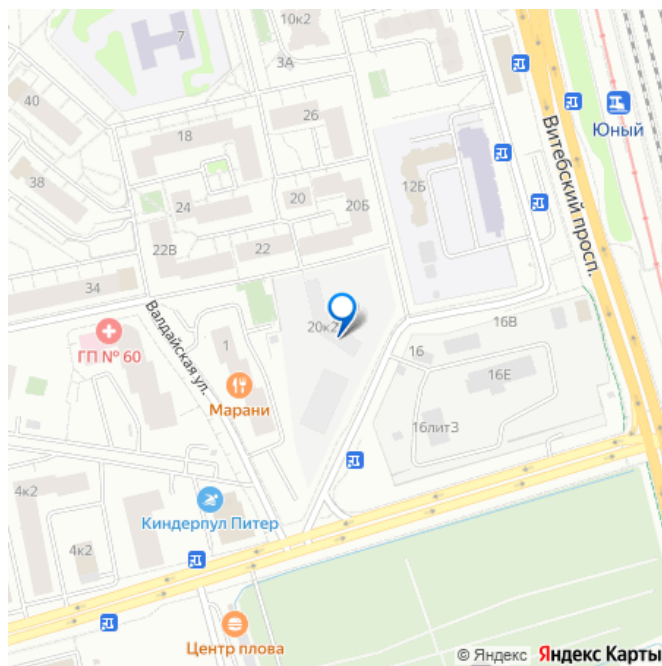 7
10к2
3А
40
26
18
38
24
20
20Б
12Б
22В
22
34
Юный
Витебский просп.
Валдайская ул.
ГП № 60
1
20к2
16В
16
16Е
Марани
16лит3
4к2
Киндерпул Питер
4к2
Центр плова
© Яндекс Яндекс Карты